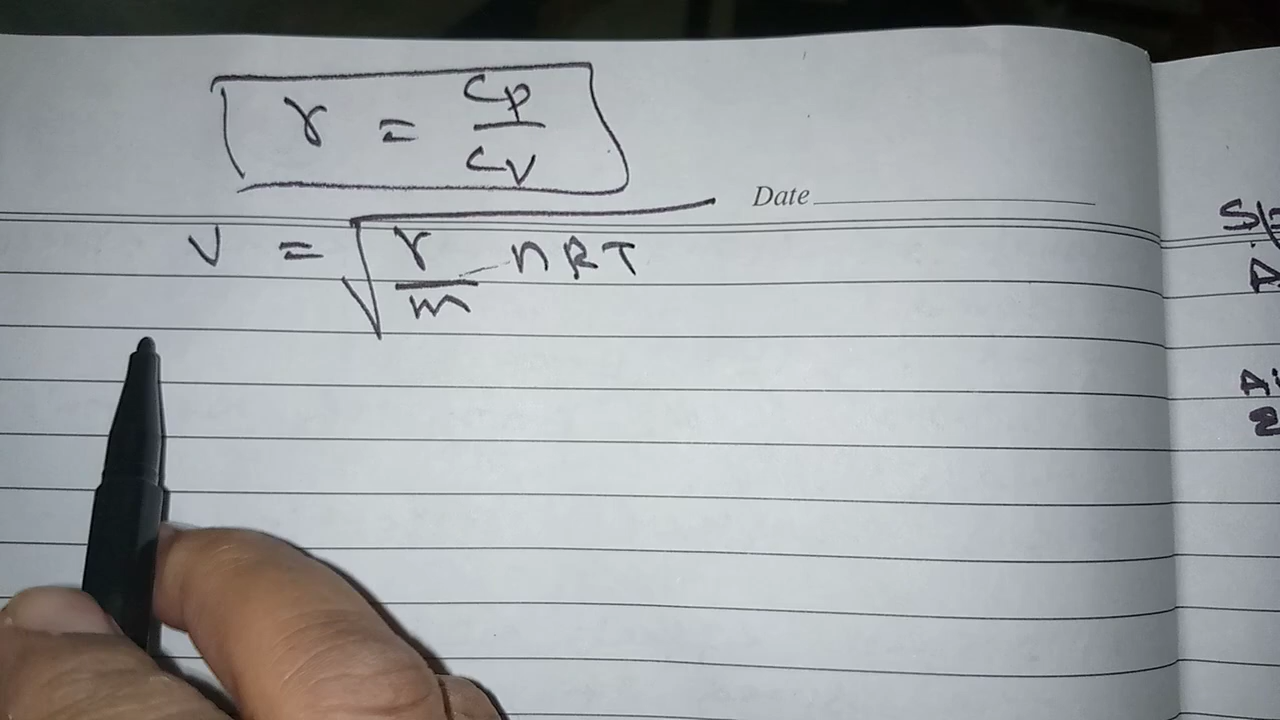 γ = Cp/Cv
Date
v = √(γ/m nRT)